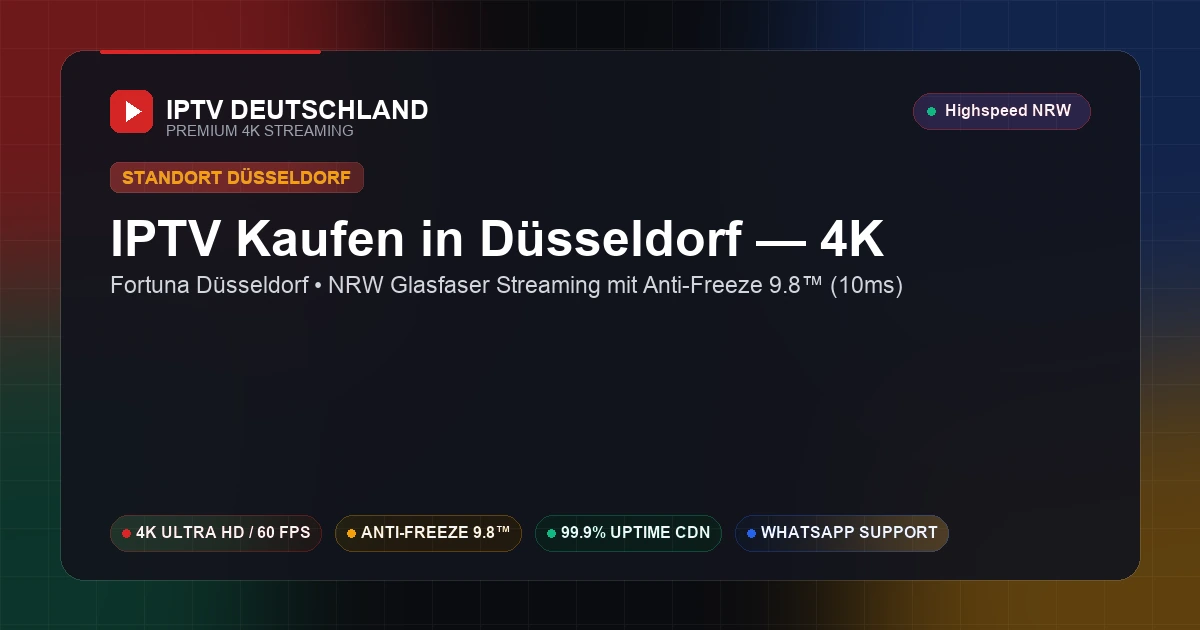 IPTV DEUTSCHLAND
PREMIUM 4K STREAMING
Highspeed NRW
STANDORT DÜSSELDORF
IPTV Kaufen in Düsseldorf — 4K
Fortuna Düsseldorf • NRW Glasfaser Streaming mit Anti-Freeze 9.8™ (10ms)
4K ULTRA HD / 60 FPS
ANTI-FREEZE 9.8™
99.9% UPTIME CDN
WHATSAPP SUPPORT